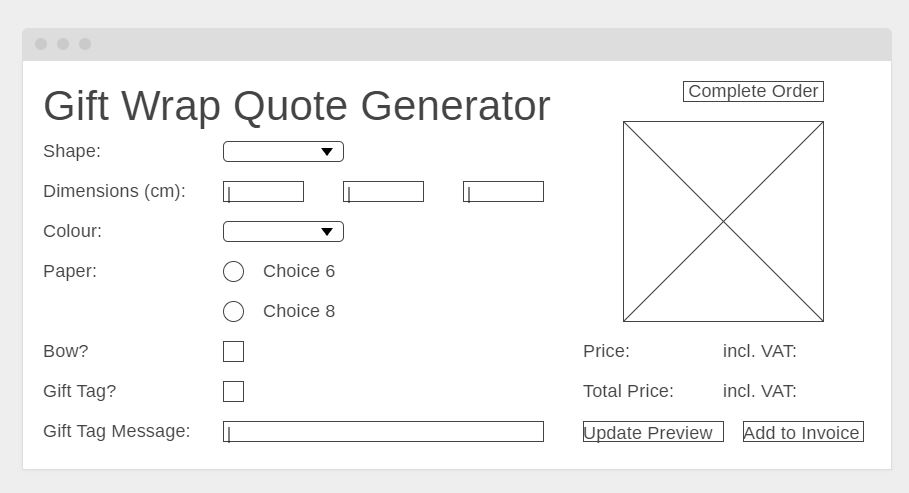 Gift Wrap Quote Generator
Complete Order
Shape:
Dimensions (cm):
Colour:
Paper:
Choice 6
Choice 8
Bow?
Gift Tag?
Gift Tag Message:
Price:
incl. VAT:
Total Price:
incl. VAT:
Update Preview
Add to Invoice